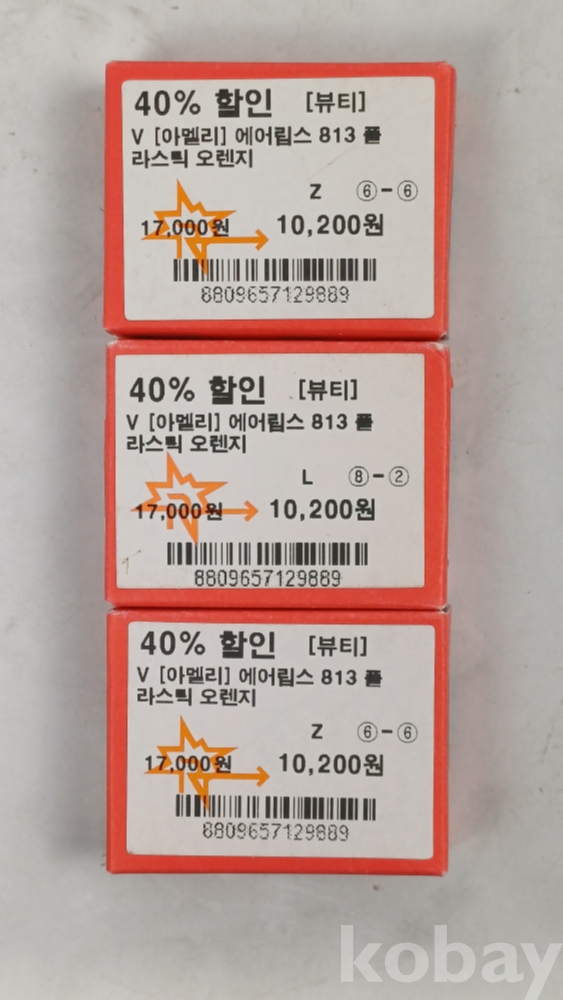 40% 할인 [뷰티]
V [아멜리] 에어립스 813 플
라스틱 오렌지
Z ⑥-⑥
17,000원 → 10,200원
8809657129889
40% 할인 [뷰티]
V [아멜리] 에어립스 813 플
라스틱 오렌지
L ⑧-②
17,000원 → 10,200원
8809657129889
40% 할인 [뷰티]
V [아멜리] 에어립스 813 플
라스틱 오렌지
Z ⑥-⑥
17,000원 → 10,200원
8809657129889
kobay